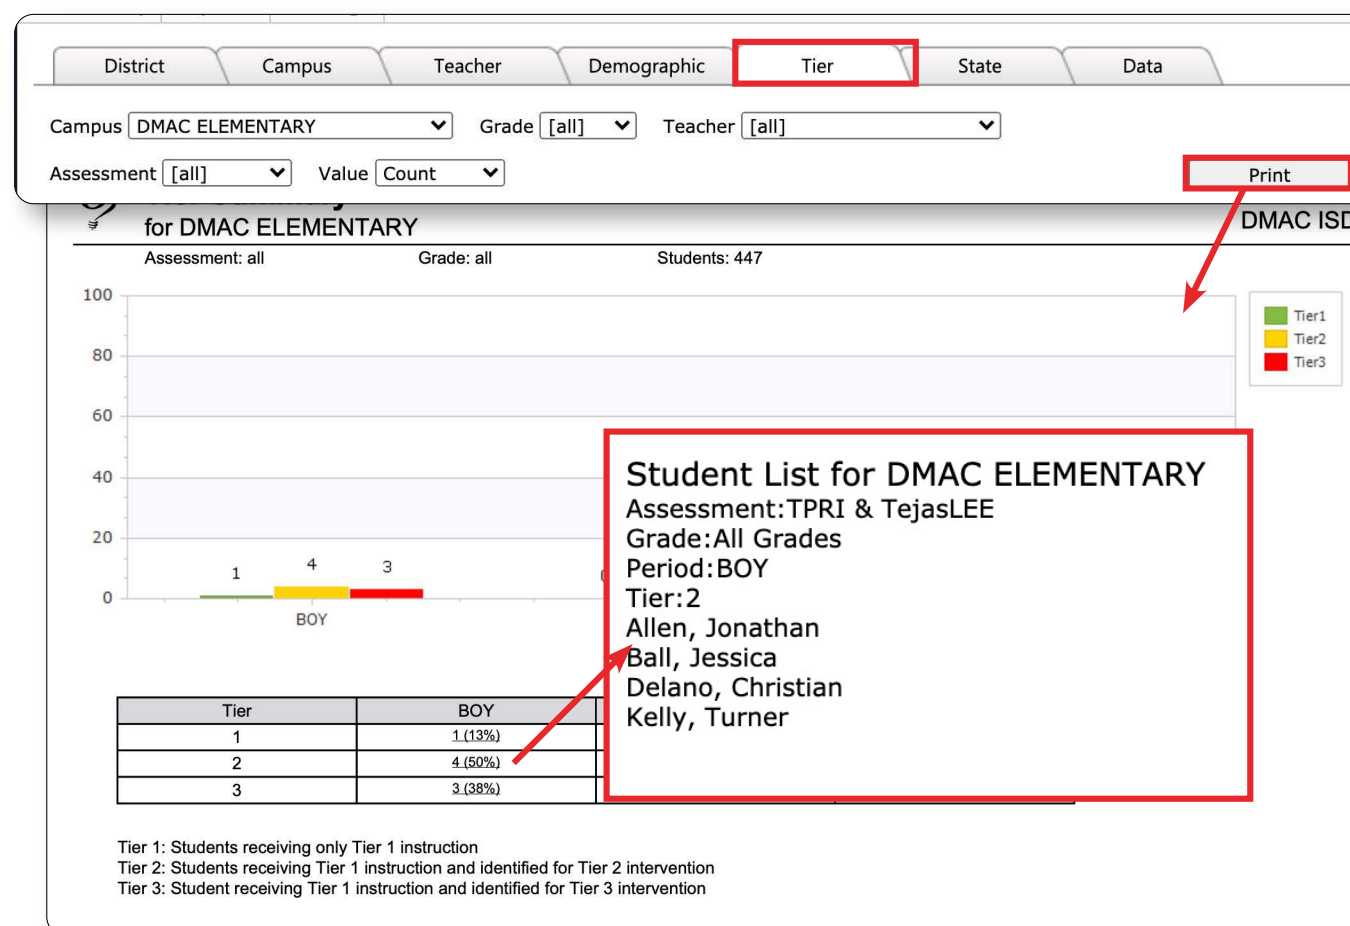 District Campus Teacher Demographic Tier State Data
Campus DMAC ELEMENTARY Grade [all] Teacher [all]
Assessment [all] Value Count Print
for DMAC ELEMENTARY
DMAC ISD
Assessment: all Grade: all Students: 447
100
80
60
40
20
0
1 4 3
BOY
Tier1
Tier2
Tier3
Student List for DMAC ELEMENTARY
Assessment:TPRI & TejasLEE
Grade:All Grades
Period:BOY
Tier:2
Allen, Jonathan
Ball, Jessica
Delano, Christian
Kelly, Turner
Tier BOY
1 1 (13%)
2 4 (50%)
3 3 (38%)
Tier 1: Students receiving only Tier 1 instruction
Tier 2: Students receiving Tier 1 instruction and identified for Tier 2 intervention
Tier 3: Student receiving Tier 1 instruction and identified for Tier 3 intervention